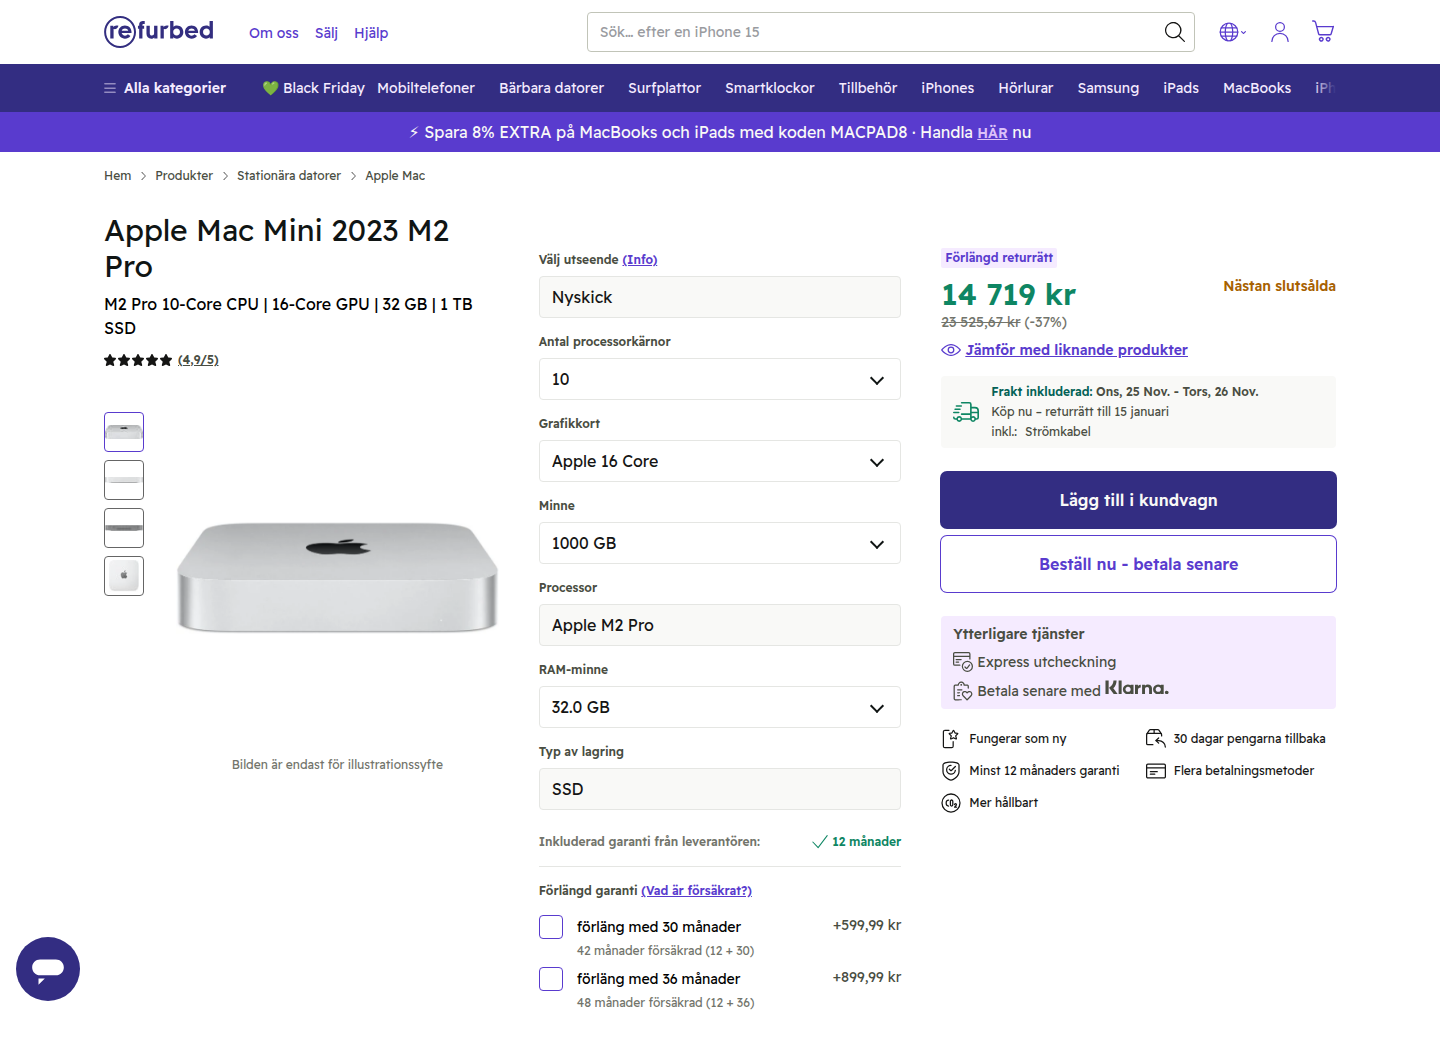 refurbed
Om oss
Sälj
Hjälp
Sök... efter en iPhone 15
Alla kategorier
💚 Black Friday
Mobiltelefoner
Bärbara datorer
Surfplattor
Smartklockor
Tillbehör
iPhones
Hörlurar
Samsung
iPads
MacBooks
⚡ Spara 8% EXTRA på MacBooks och iPads med koden MACPAD8 · Handla HÄR nu
Hem > Produkter > Stationära datorer > Apple Mac
Apple Mac Mini 2023 M2
Pro
M2 Pro 10-Core CPU | 16-Core GPU | 32 GB | 1 TB
SSD
(4,9/5)
Bilden är endast för illustrationssyfte
Välj utseende (Info)
Nyskick
Antal processorkärnor
10
Grafikkort
Apple 16 Core
Minne
1000 GB
Processor
Apple M2 Pro
RAM-minne
32.0 GB
Typ av lagring
SSD
Inkluderad garanti från leverantören: 12 månader
Förlängd garanti (Vad är försäkrat?)
förläng med 30 månader +599,99 kr
42 månader försäkrad (12 + 30)
förläng med 36 månader +899,99 kr
48 månader försäkrad (12 + 36)
Förlängd returrätt
14 719 kr
Nästan slutsålda
23 525,67 kr (-37%)
Jämför med liknande produkter
Frakt inkluderad: Ons, 25 Nov. - Tors, 26 Nov.
Köp nu – returrätt till 15 januari
inkl.: Strömkabel
Lägg till i kundvagn
Beställ nu - betala senare
Ytterligare tjänster
Express utcheckning
Betala senare med Klarna.
Fungerar som ny
30 dagar pengarna tillbaka
Minst 12 månaders garanti
Flera betalningsmetoder
CO2
Mer hållbart